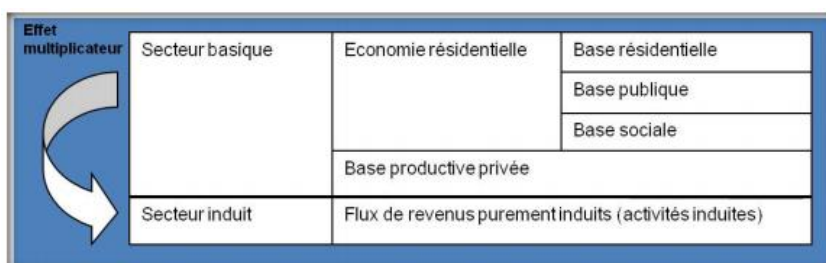 Effet
multiplicateur
Secteur basique
Economie résidentielle
Base résidentielle
Base publique
Base sociale
Base productive privée
Secteur induit
Flux de revenus purement induits (activités induites)